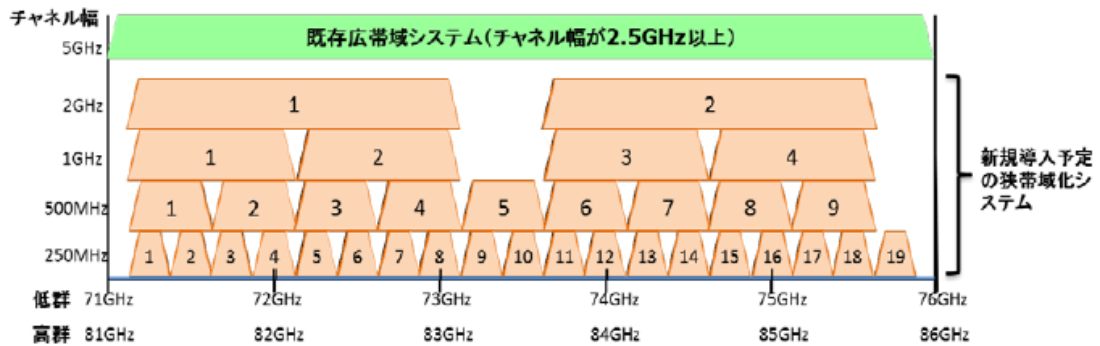 チャネル幅
5GHz
既存広帯域システム(チャネル幅が2.5GHz以上)
2GHz
1
2
1GHz
1
2
3
4
500MHz
1
2
3
4
5
6
7
8
9
250MHz
1
2
3
4
5
6
7
8
9
10
11
12
13
14
15
16
17
18
19
新規導入予定
の狭帯域化シ
ステム
低群 71GHz 72GHz 73GHz 74GHz 75GHz 76GHz
高群 81GHz 82GHz 83GHz 84GHz 85GHz 86GHz